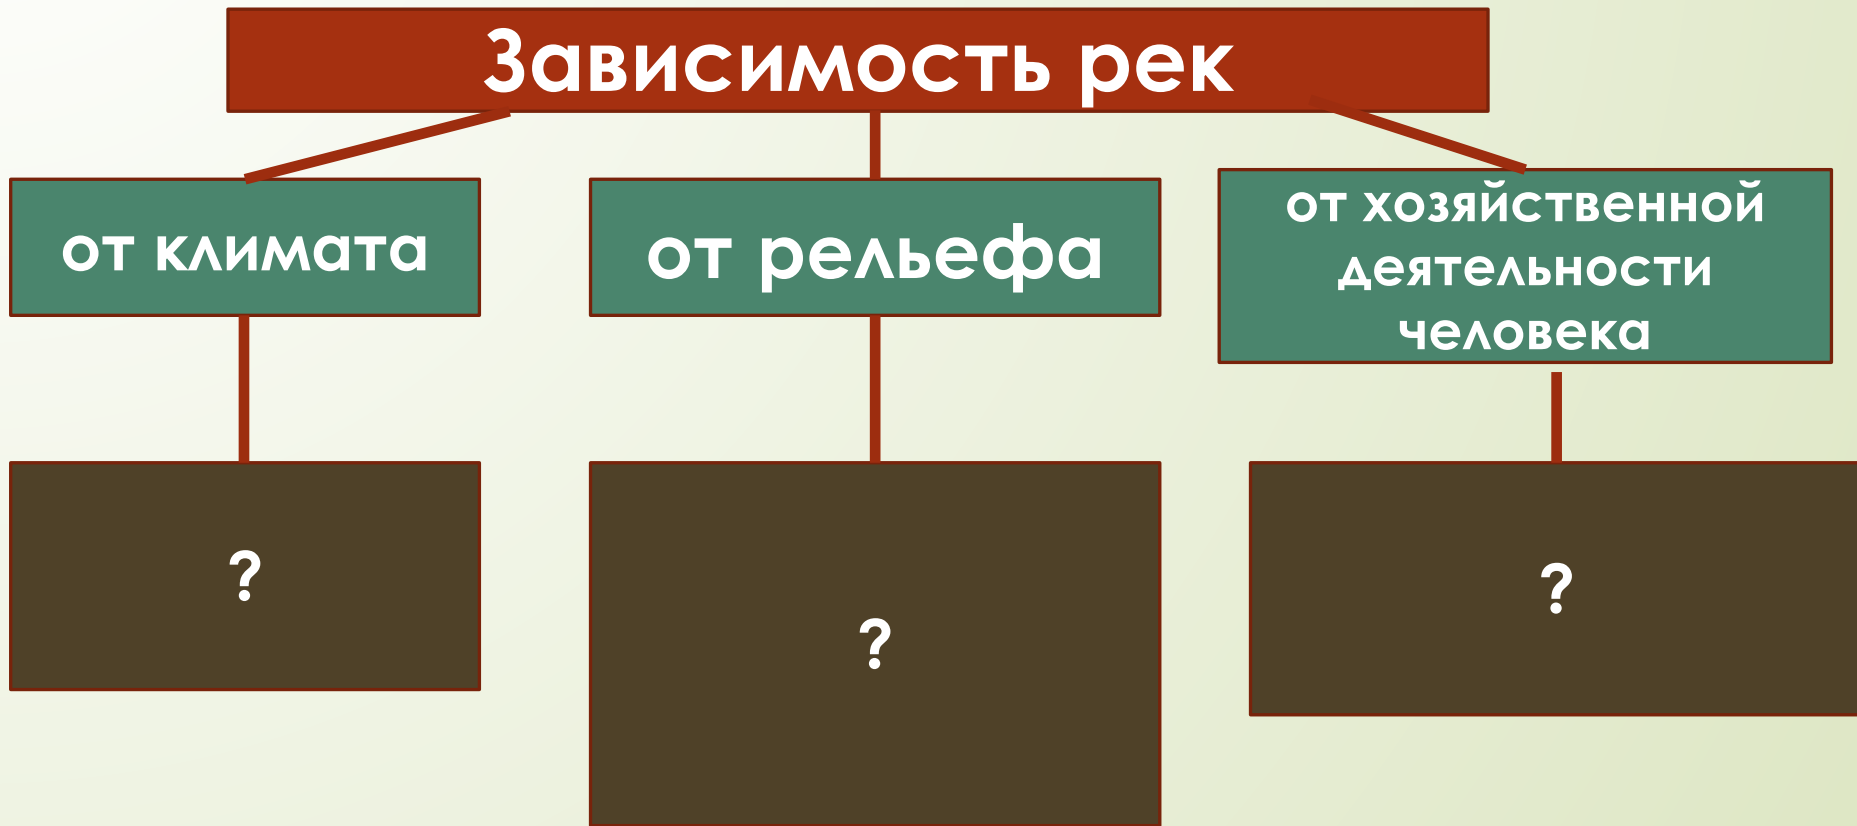 Зависимость рек
от климата
от рельефа
от хозяйственной
деятельности
человека
?
?
?